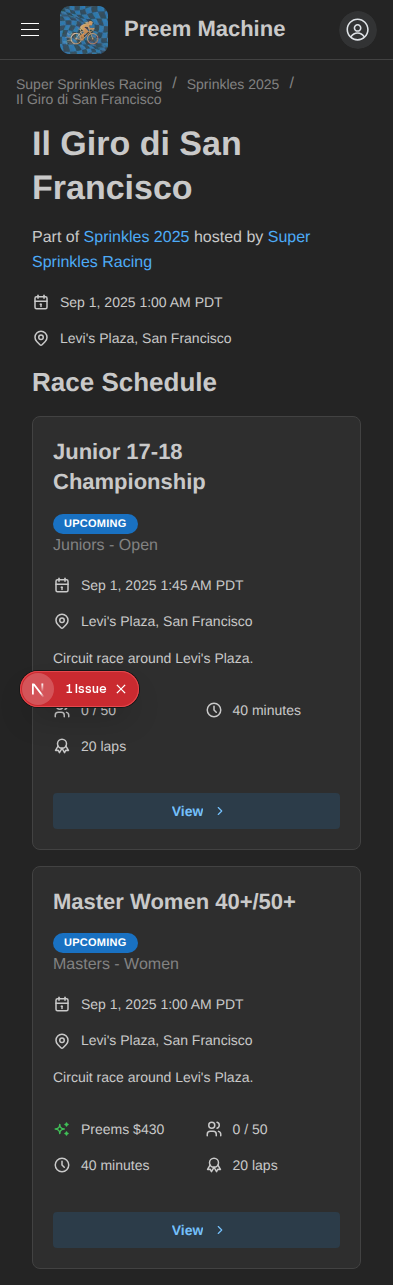 Preem Machine
Super Sprinkles Racing / Sprinkles 2025 /
Il Giro di San Francisco
Il Giro di San
Francisco
Part of Sprinkles 2025 hosted by Super
Sprinkles Racing
Sep 1, 2025 1:00 AM PDT
Levi's Plaza, San Francisco
Race Schedule
Junior 17-18
Championship
UPCOMING
Juniors - Open
Sep 1, 2025 1:45 AM PDT
Levi's Plaza, San Francisco
Circuit race around Levi's Plaza.
N 1 Issue
0 / 50 40 minutes
20 laps
View
Master Women 40+/50+
UPCOMING
Masters - Women
Sep 1, 2025 1:00 AM PDT
Levi's Plaza, San Francisco
Circuit race around Levi's Plaza.
Preems $430 0 / 50
40 minutes 20 laps
View